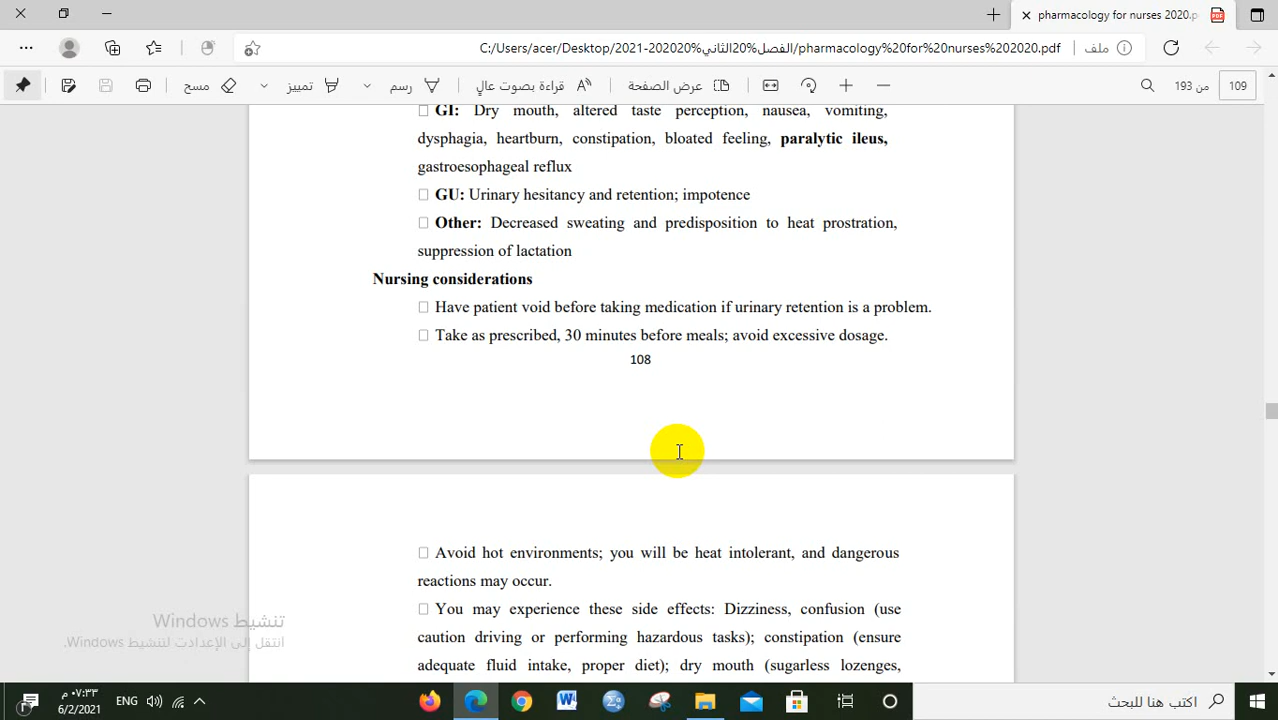 pharmacology for nurses 2020.p
C:/Users/acer/Desktop/2021-202020%الفصل%20الثاني/pharmacology%20for%20nurses%202020.pdf
ملف
مسح
تمييز
رسم
قراءة بصوت عالٍ
عرض الصفحة
من 193
109
GI: Dry mouth, altered taste perception, nausea, vomiting,
dysphagia, heartburn, constipation, bloated feeling, paralytic ileus,
gastroesophageal reflux
GU: Urinary hesitancy and retention; impotence
Other: Decreased sweating and predisposition to heat prostration,
suppression of lactation
Nursing considerations
Have patient void before taking medication if urinary retention is a problem.
Take as prescribed, 30 minutes before meals; avoid excessive dosage.
108
Avoid hot environments; you will be heat intolerant, and dangerous
reactions may occur.
You may experience these side effects: Dizziness, confusion (use
caution driving or performing hazardous tasks); constipation (ensure
adequate fluid intake, proper diet); dry mouth (sugarless lozenges,
تنشيط Windows
انتقل إلى الإعدادت لتنشيط Windows.
٠٧:٣٣ م
6/2/2021
ENG
اكتب هنا للبحث